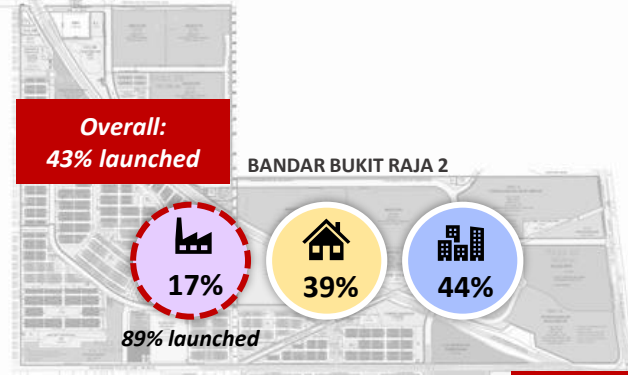 Overall:
43% launched
BANDAR BUKIT RAJA 2
17%
39%
44%
89% launched